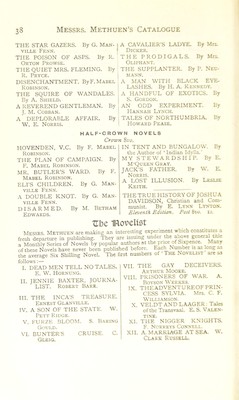 38 MESSRS. METHUEN'S CATALOGUE
THE STAR GAZERS. By G. MANVILLE FENN.
THE POISON OF ASPS. By R. ORTON PROWSE.
THE QUIET MRS. FLEMING. By R. PRYCE.
DISENCHANTMENT. By F. MABEL ROBINSON.
THE SQUIRE OF WANDALES. By A. SHIELD.
A REVEREND GENTLEMAN. By J. M. COBBAN.
A DEPLORABLE AFFAIR. By W. E. NORRIS.
A CAVALIER'S LADYE. By Mrs. DICKER.
THE PRODIGALS. By Mrs. OLIPHANT.
THE SUPPLANTER. By P. NEUMANN.
A MAN WITH BLACK EYELASHES. By H. A. KENNEDY.
A HANDFUL OF EXOTICS. By S. GORDON.
AN ODD EXPERIMENT. By HANNAH LYNCH.
TALES OF NORTHUMBRIA. By HOWARD PEASE.
HALF-CROWN NOVELS
Crown 8vo.
HOVENDEN, V.C. By F. MABEL ROBINSON.
THE PLAN OF CAMPAIGN. By F. MABEL ROBINSON.
MR. BUTLER'S WARD. By F. MABEL ROBINSON.
ELI'S CHILDREN. By G. MANVILLE FENN.
A DOUBLE KNOT. By G. MANVILLE FENN.
DISARMED. By M. BETHAM EDWARDS.
IN TENT AND BUNGALOW. By the Author of 'Indian Idylls.'
MY STEWARDSHIP. By E. M'QUEEN GRAY.
JACK'S FATHER. By W. E. NORRIS.
A LOST ILLUSION. By LESLIE KEITH.
THE TRUE HISTORY OF JOSHUA DAVIDSON, Christian and Communist. By E. LYNN LYNTON. Eleventh Edition. Post 8vo. 1s.
The Novelist
MESSRS. METHUEN are making an interesting experiment which constitutes a
fresh departure in publishing. They are issuing under the above general title
a Monthly Series of Novels by popular authors at the price of Sixpence. Many
of these Novels have never been published before. Each Number is as long as
the average Six Shilling Novel. The first numbers of 'THE NOVELIST' are as
follows:—
I. DEAD MEN TELL NO TALES. E. W. HORNUNG.
II. JENNIE BAXTER, JOURNALIST. ROBERT BARR.
III. THE INCA'S TREASURE. ERNEST GLANVILLE.
IV. A SON OF THE STATE. W. PETT RIDGE.
V. FURZE BLOOM. S. BARING GOULD.
VI. BUNTER'S CRUISE. C. GLEIG.
VII. THE GAY DECEIVERS. ARTHUR MOORE.
VIII. PRISONERS OF WAR. A. BOYSON WEEKES.
IX. THE ADVENTURE OF PRINCESS SYLVIA. Mrs. C. F. WILLIAMSON.
X. VELDT AND LAAGER: Tales of the Transvaal. E. S. VALENTINE.
XI. THE NIGGER KNIGHTS. F. NORREYS CONNELL.
XII. A MARRIAGE AT SEA. W. CLARK RUSSELL.